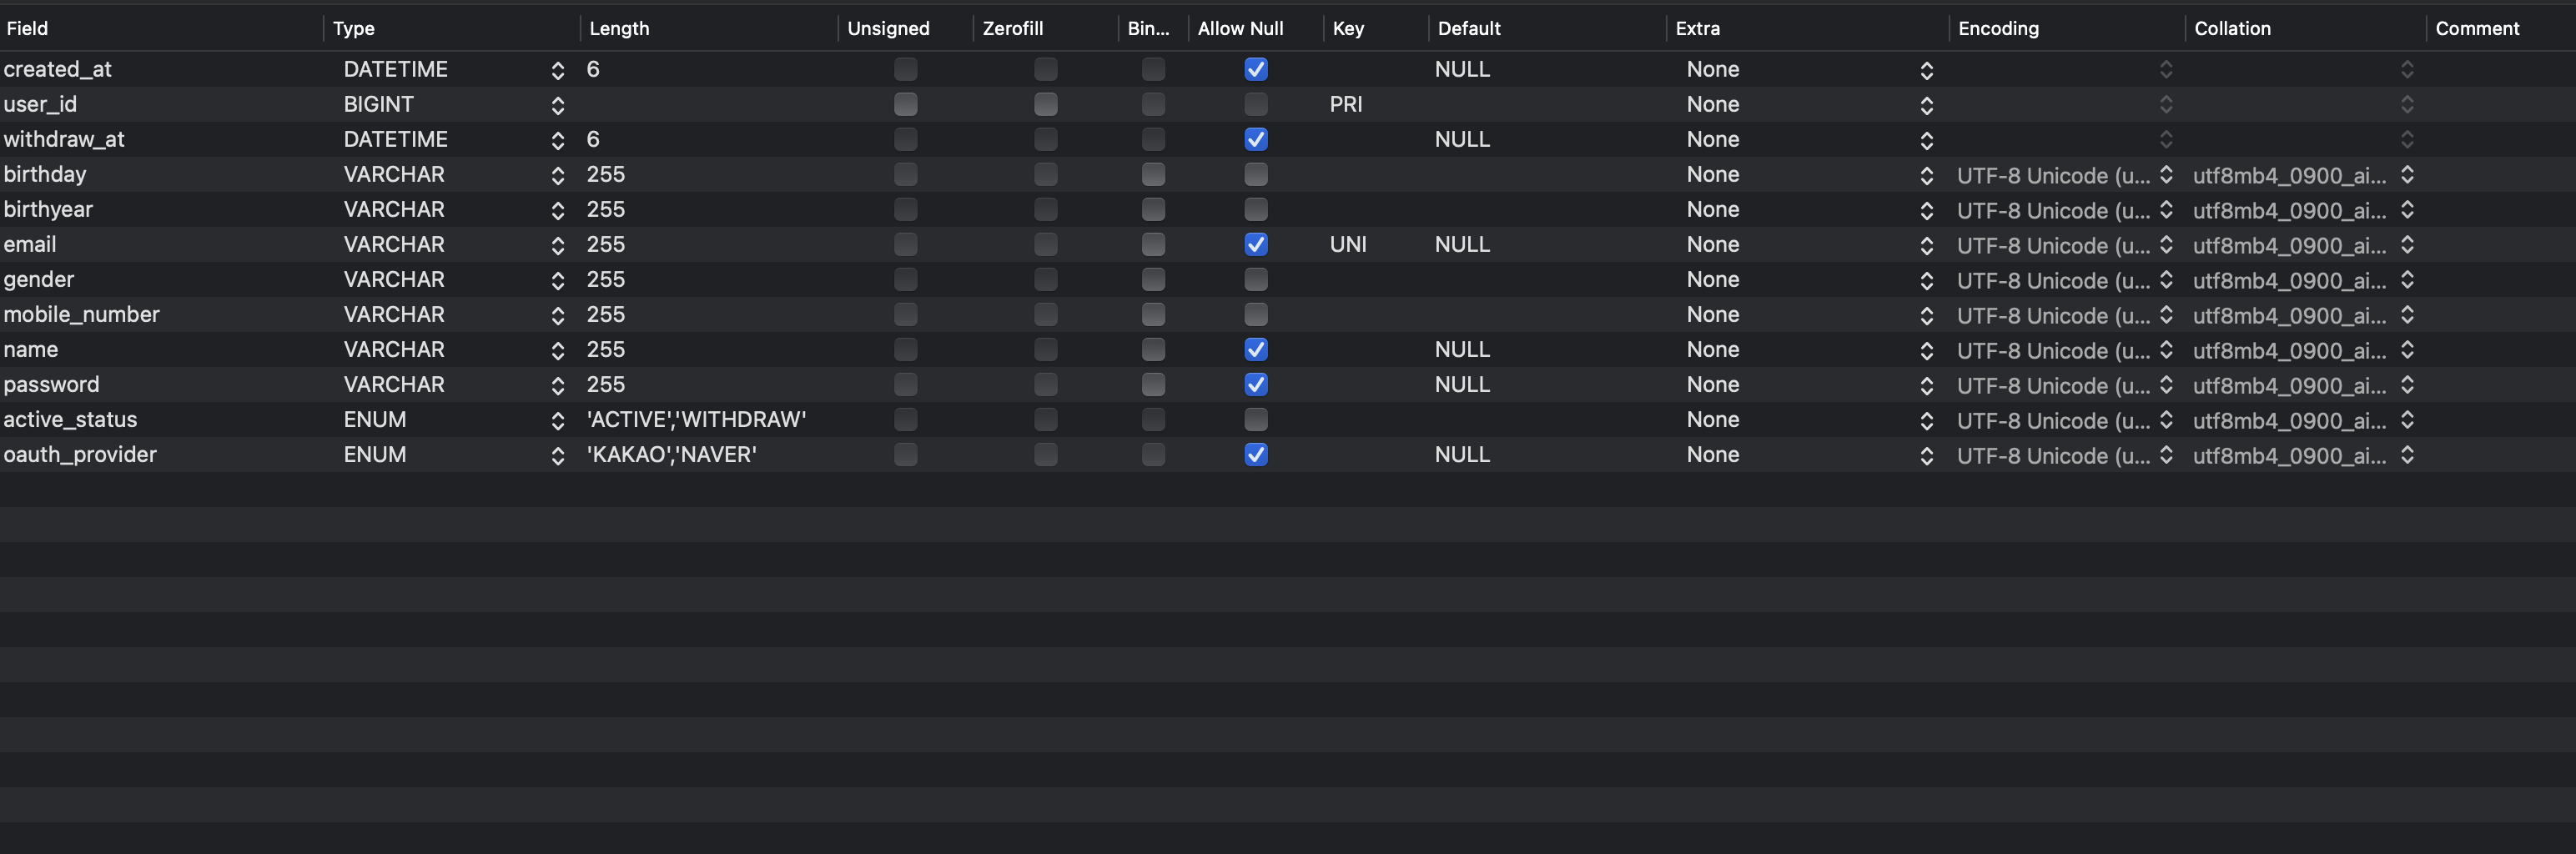 Field Type Length Unsigned Zerofill Bin... Allow Null Key Default Extra Encoding Collation Comment
created_at DATETIME 6 NULL None
user_id BIGINT PRI None
withdraw_at DATETIME 6 NULL None
birthday VARCHAR 255 None UTF-8 Unicode (u... utf8mb4_0900_ai...
birthyear VARCHAR 255 None UTF-8 Unicode (u... utf8mb4_0900_ai...
email VARCHAR 255 UNI NULL None UTF-8 Unicode (u... utf8mb4_0900_ai...
gender VARCHAR 255 None UTF-8 Unicode (u... utf8mb4_0900_ai...
mobile_number VARCHAR 255 None UTF-8 Unicode (u... utf8mb4_0900_ai...
name VARCHAR 255 NULL None UTF-8 Unicode (u... utf8mb4_0900_ai...
password VARCHAR 255 NULL None UTF-8 Unicode (u... utf8mb4_0900_ai...
active_status ENUM 'ACTIVE','WITHDRAW' None UTF-8 Unicode (u... utf8mb4_0900_ai...
oauth_provider ENUM 'KAKAO','NAVER' NULL None UTF-8 Unicode (u... utf8mb4_0900_ai...